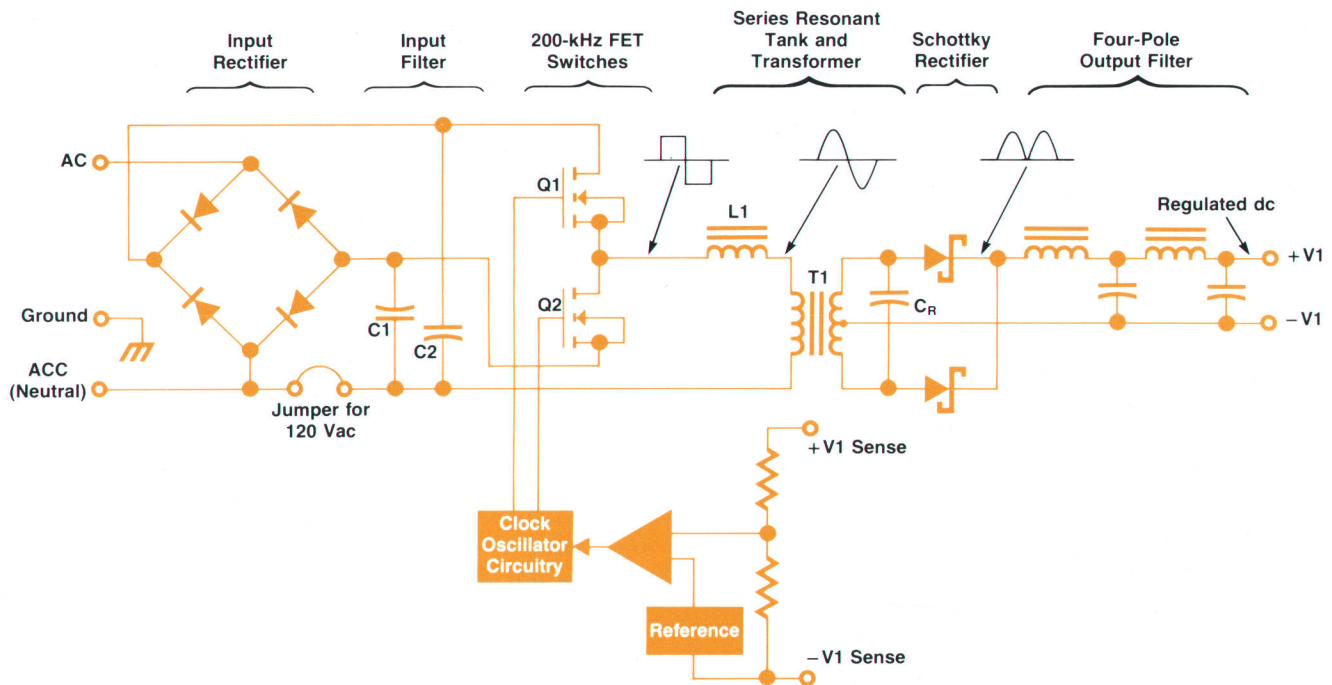 Input
Rectifier
Input
Filter
200-kHz FET
Switches
Series Resonant
Tank and
Transformer
Schottky
Rectifier
Four-Pole
Output Filter
AC
Q1
L1
Regulated dc
+V1
T1
CR
Q2
Ground
C1
C2
−V1
ACC
(Neutral)
Jumper for
120 Vac
+V1 Sense
Clock
Oscillator
Circuitry
Reference
−V1 Sense